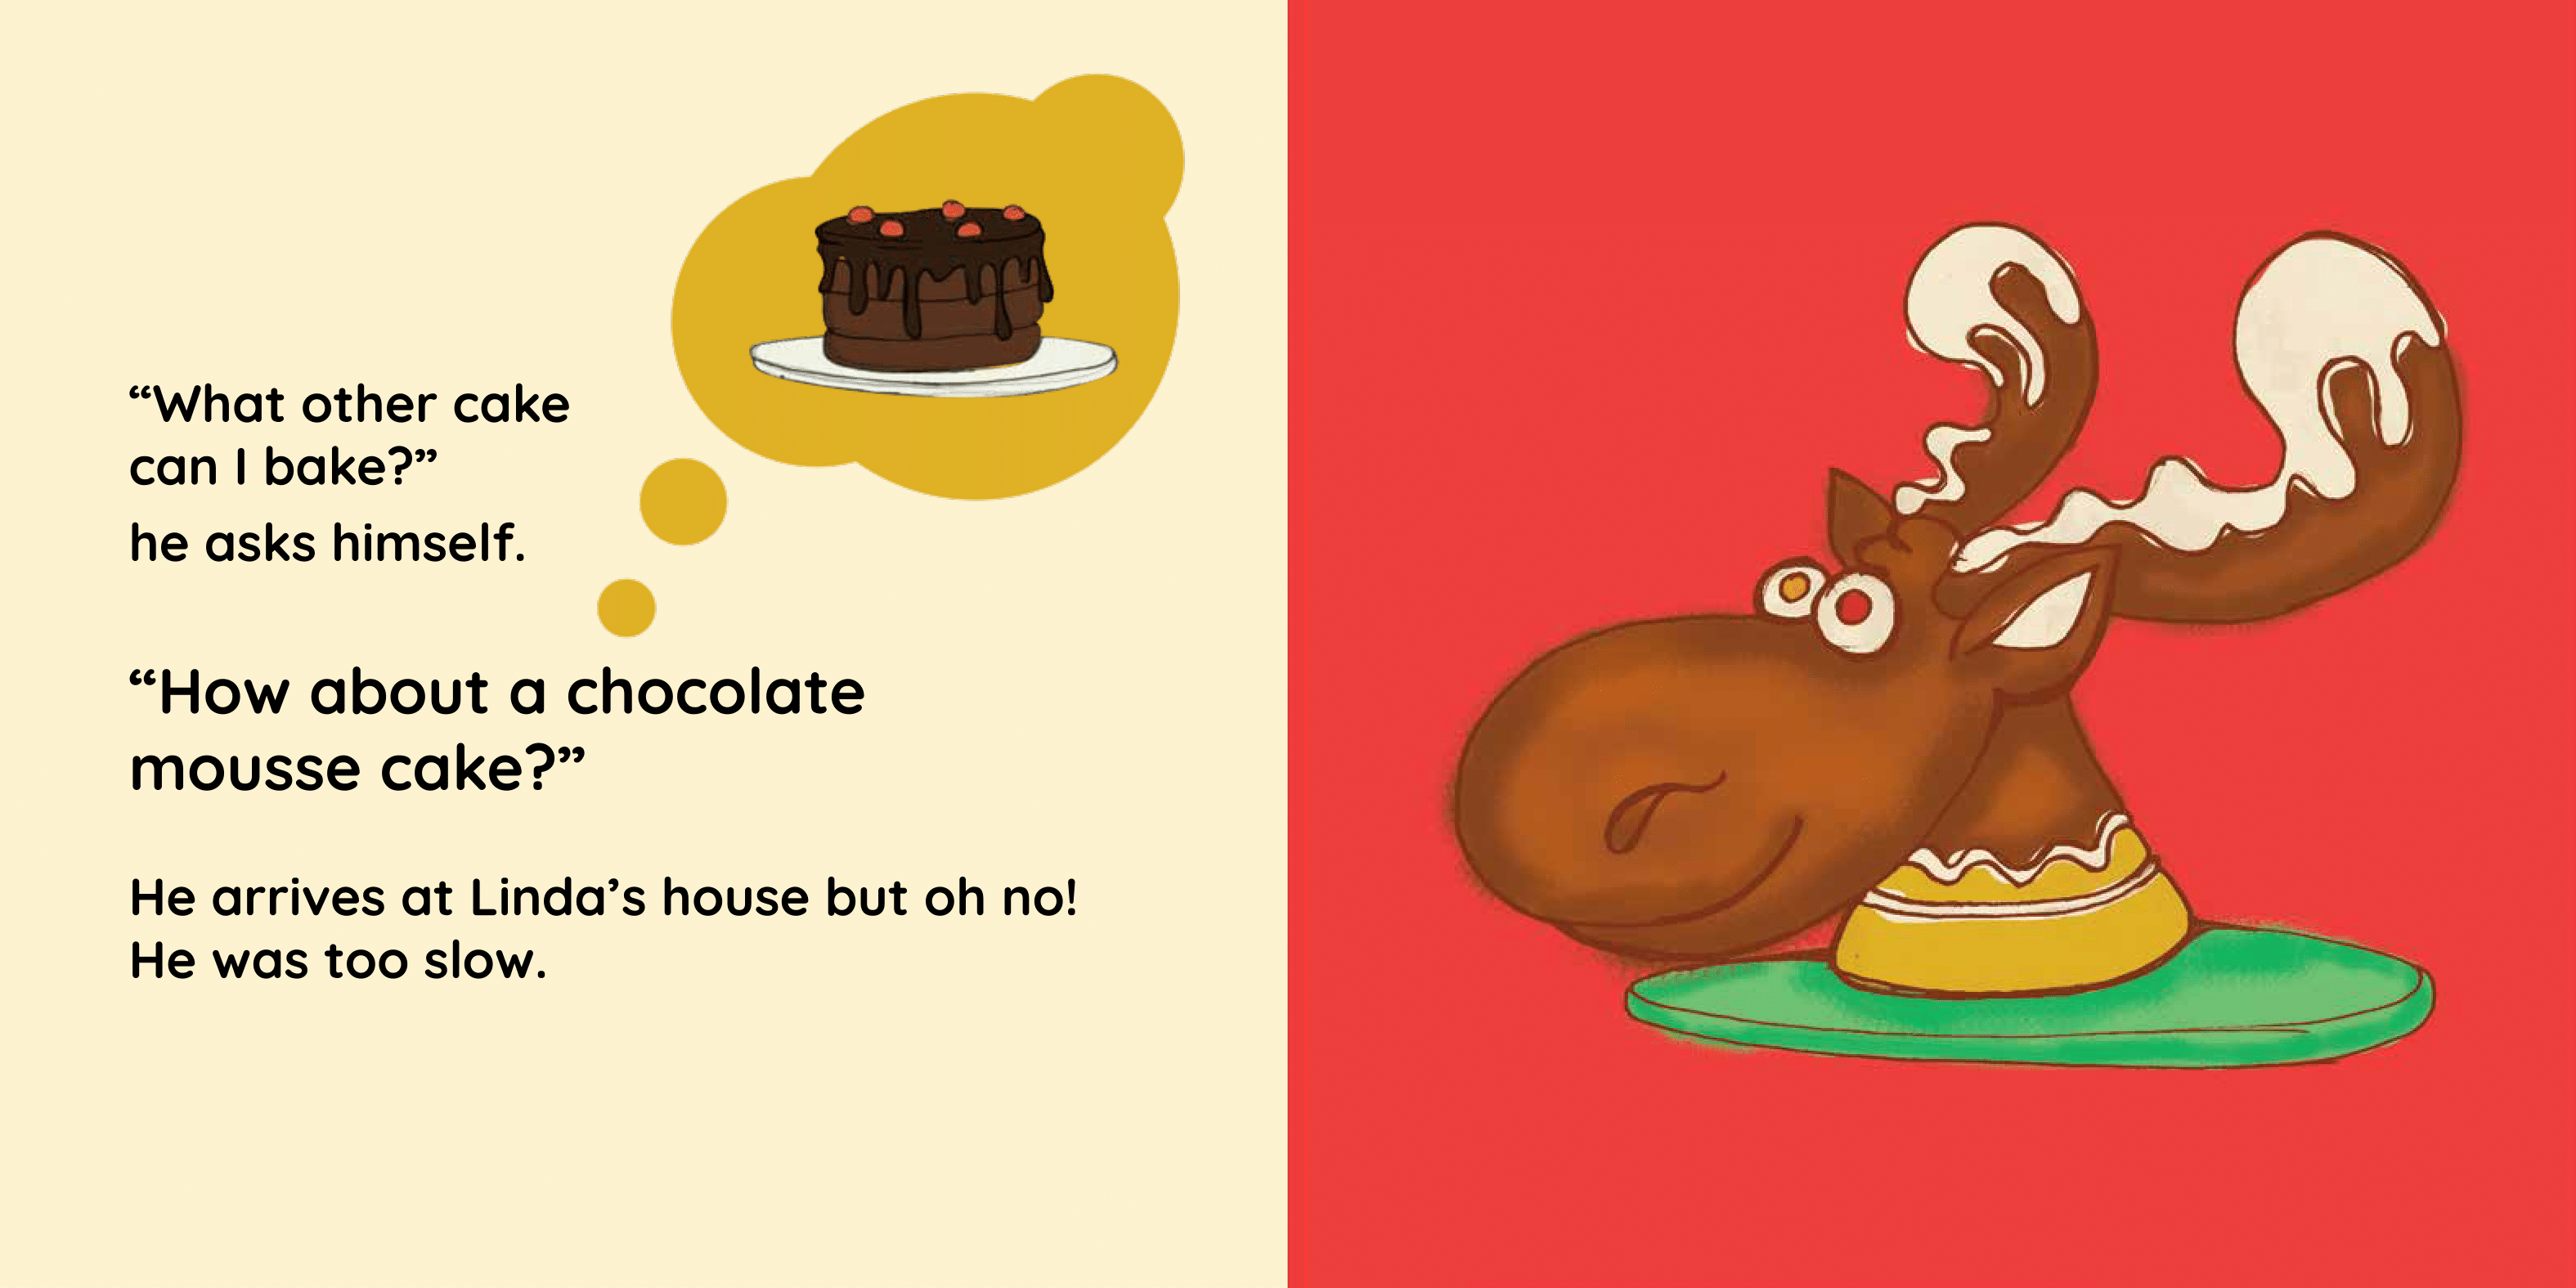 “What other cake
can I bake?”
he asks himself.
“How about a chocolate
mousse cake?”
He arrives at Linda’s house but oh no!
He was too slow.